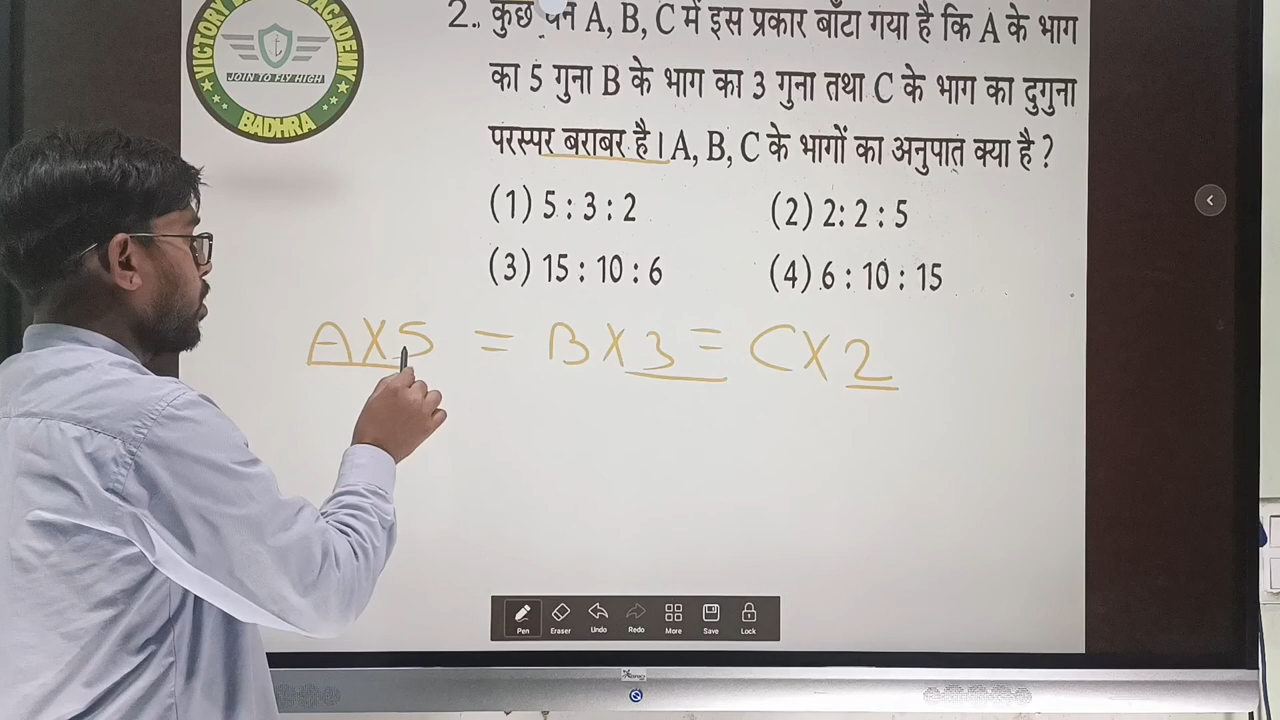 VICTORY ACADEMY
JOIN TO FLY HIGH
BADHRA
2. कुछ धन A, B, C में इस प्रकार बाँटा गया है कि A के भाग
का 5 गुना B के भाग का 3 गुना तथा C के भाग का दुगुना
परस्पर बराबर है। A, B, C के भागों का अनुपात क्या है ?
(1) 5 : 3 : 2 (2) 2: 2 : 5
(3) 15 : 10 : 6 (4) 6 : 10 : 15
A X 5 = B X 3 = C X 2
Pen Eraser Undo Redo More Save Lock